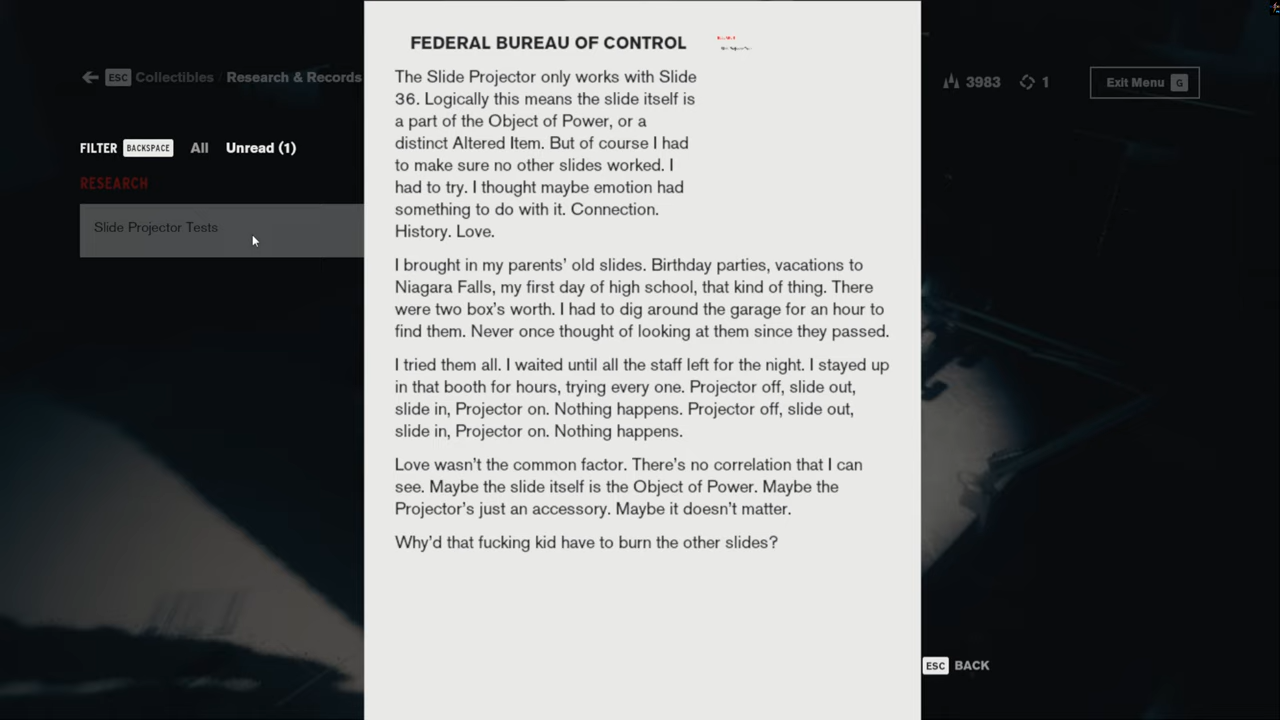 FEDERAL BUREAU OF CONTROL
ESC Collectibles / Research & Records
3983 1
Exit Menu G
The Slide Projector only works with Slide
36. Logically this means the slide itself is
a part of the Object of Power, or a
distinct Altered Item. But of course I had
to make sure no other slides worked. I
had to try. I thought maybe emotion had
something to do with it. Connection.
History. Love.
FILTER BACKSPACE All Unread (1)
RESEARCH
Slide Projector Tests
I brought in my parents’ old slides. Birthday parties, vacations to
Niagara Falls, my first day of high school, that kind of thing. There
were two box’s worth. I had to dig around the garage for an hour to
find them. Never once thought of looking at them since they passed.
I tried them all. I waited until all the staff left for the night. I stayed up
in that booth for hours, trying every one. Projector off, slide out,
slide in, Projector on. Nothing happens. Projector off, slide out,
slide in, Projector on. Nothing happens.
Love wasn’t the common factor. There’s no correlation that I can
see. Maybe the slide itself is the Object of Power. Maybe the
Projector’s just an accessory. Maybe it doesn’t matter.
Why’d that fucking kid have to burn the other slides?
ESC BACK